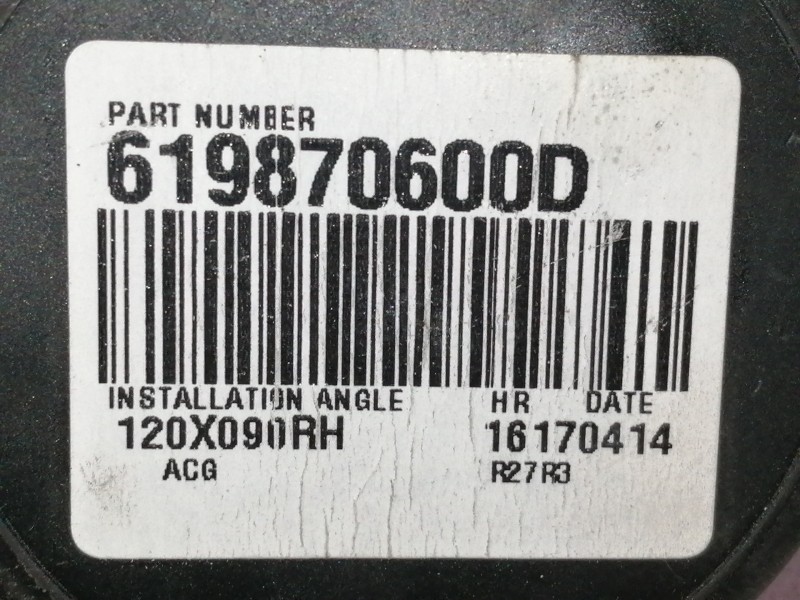 PART NUMBER
619870600D
INSTALLATION ANGLE HR DATE
120X090RH 16170414
ACG R27R3